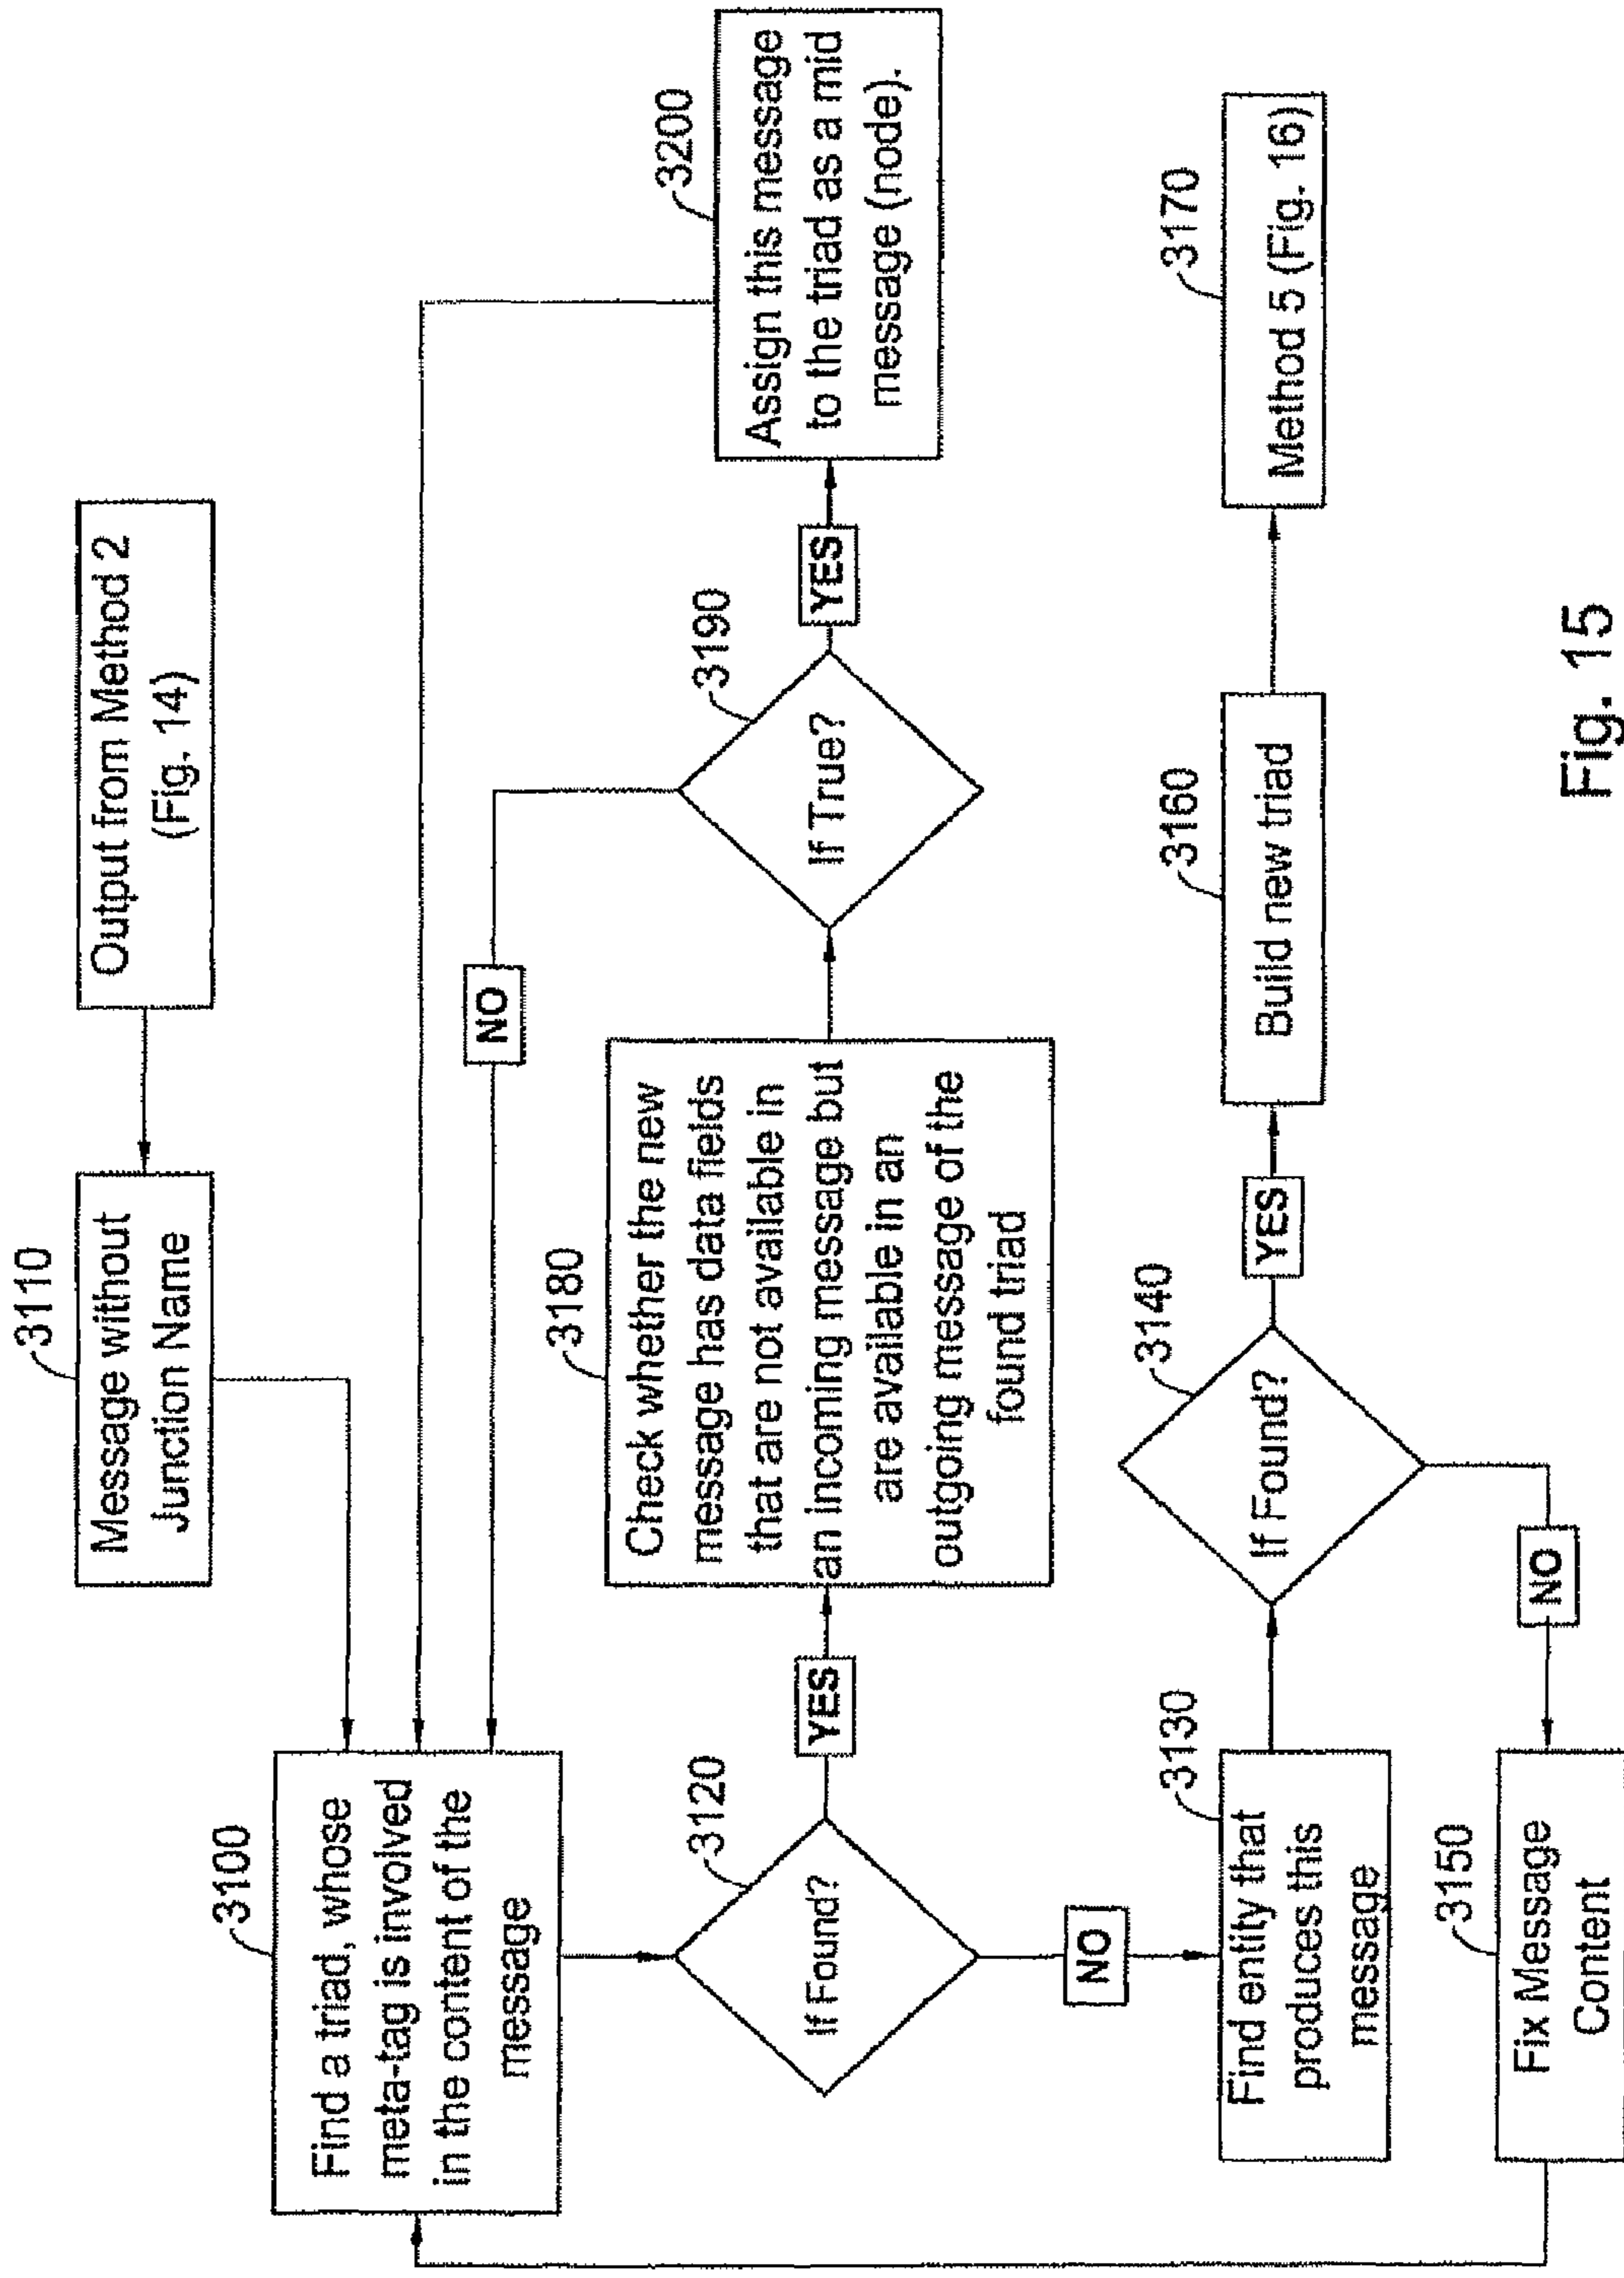 Output from Method 2
(Fig. 14)
3110
Message without
Junction Name
3100
Find a triad, whose
meta-tag is involved
in the content of the
message
NO
3120
If Found?
YES
3180
Check whether the new
message has data fields
that are not available in
an incoming message but
are available in an
outgoing message of the
found triad
3190
If True?
YES
3200
Assign this message
to the triad as a mid
message (node).
NO
3130
Find entity that
produces this
message
3140
If Found?
YES
3160
Build new triad
3170
Method 5 (Fig. 16)
NO
3150
Fix Message
Content
Fig. 15